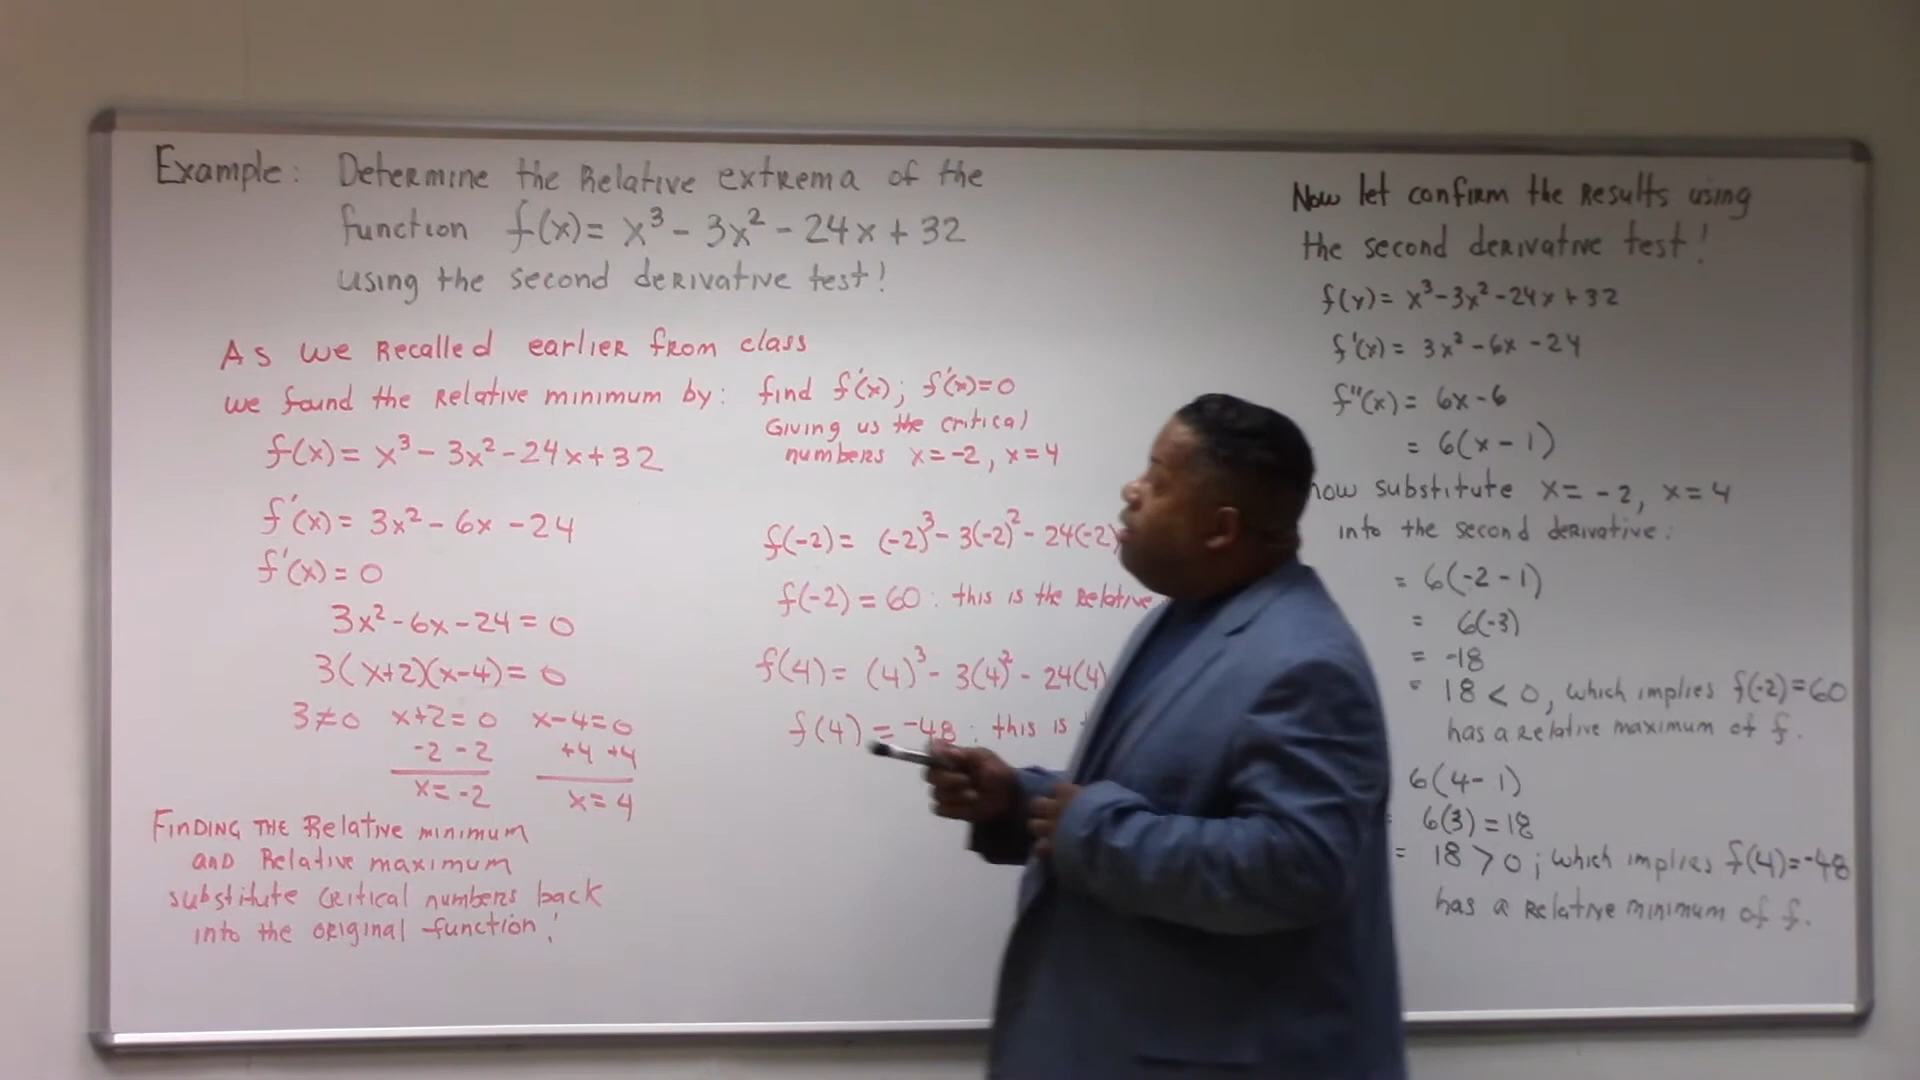 Example: Determine the Relative extrema of the
function f(x) = x³ - 3x² - 24x + 32
using the second derivative test!
As we Recalled earlier from class
we found the Relative minimum by: find f'(x); f'(x)=0
Giving us the critical
numbers x=-2, x=4
f(x) = x³ - 3x² - 24x + 32
f'(x) = 3x² - 6x - 24
f'(x) = 0
3x² - 6x - 24 = 0
3(x+2)(x-4) = 0
3≠0 x+2=0 x-4=0
-2 -2 +4 +4
x=-2 x=4
Finding the Relative minimum
and Relative maximum
substitute critical numbers back
into the original function!
f(-2) = (-2)³ - 3(-2)² - 24(-2)
f(-2) = 60 : this is the Relative
f(4) = (4)³ - 3(4)² - 24(4)
f(4) = -48 : this is
Now let confirm the Results using
the second derivative test!
f(x) = x³ - 3x² - 24x + 32
f'(x) = 3x² - 6x - 24
f"(x) = 6x - 6
= 6(x - 1)
now substitute x = -2, x = 4
into the second derivative:
= 6(-2 - 1)
= 6(-3)
= -18
= 18 < 0, which implies f(-2)=60
has a Relative maximum of f.
6(4 - 1)
6(3) = 18
= 18 > 0; which implies f(4)=-48
has a Relative minimum of f.